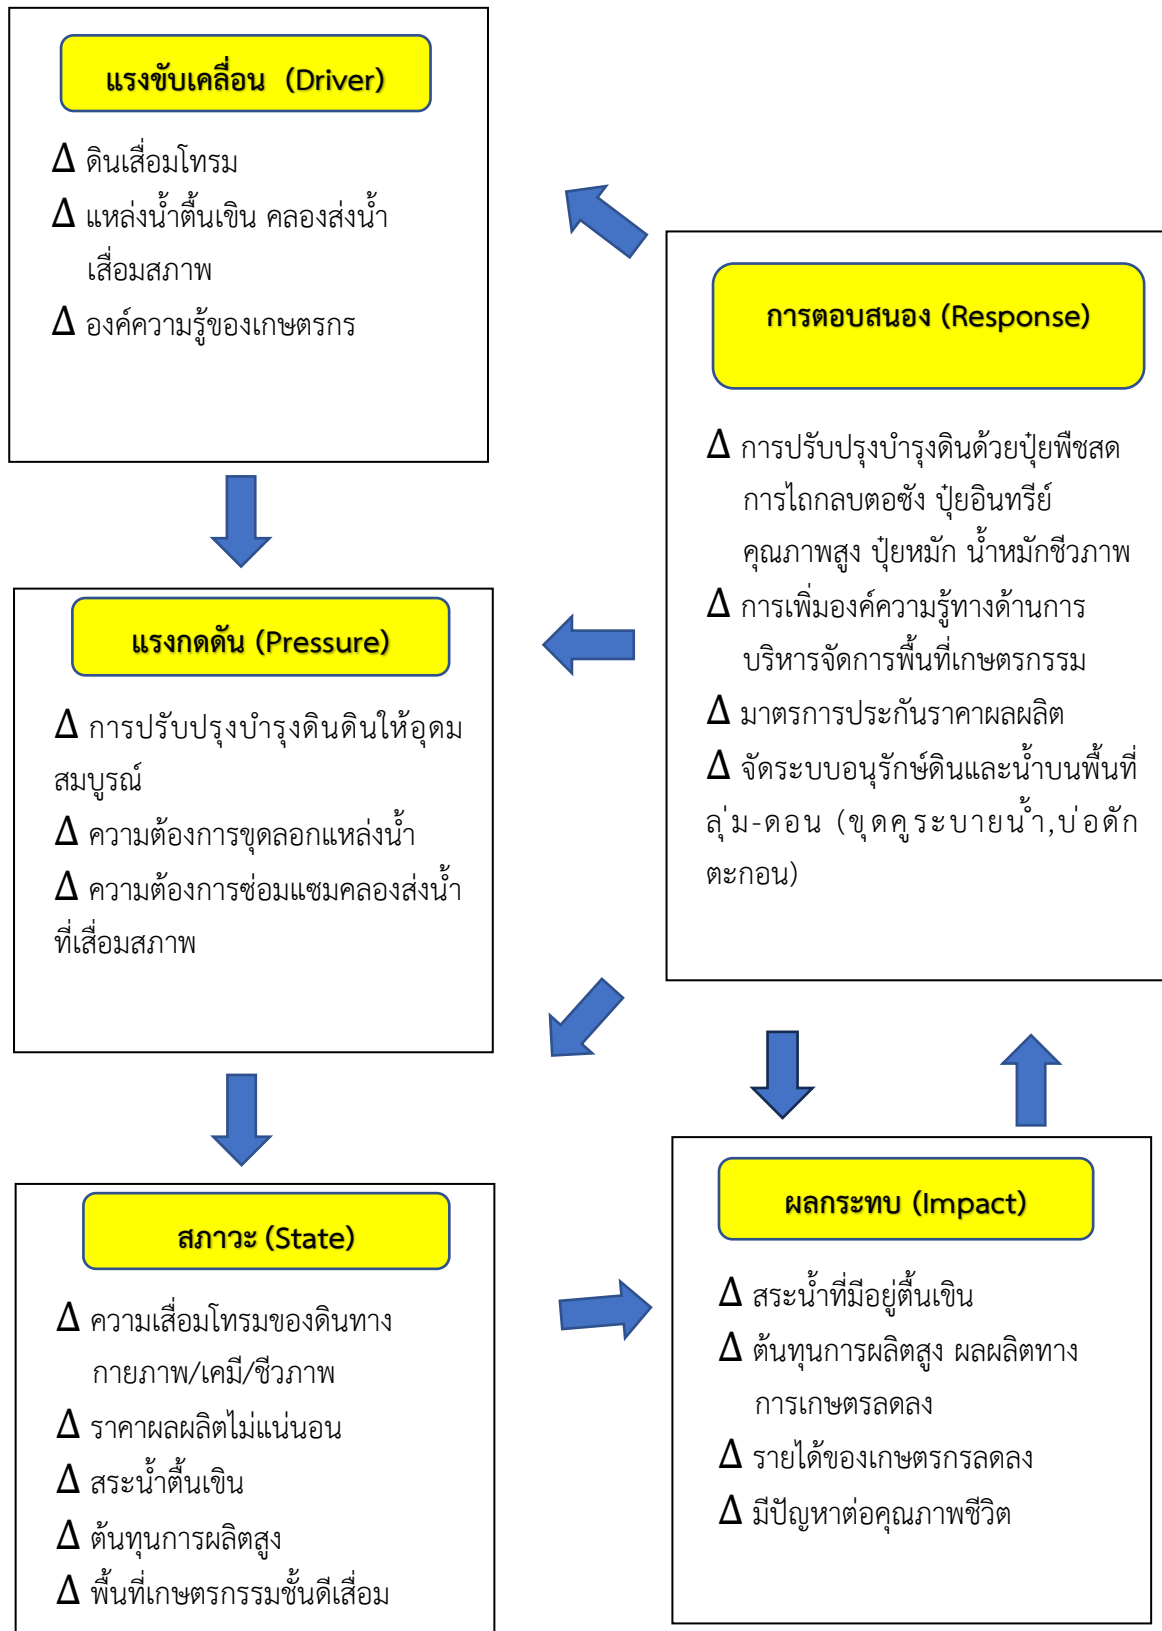 แรงขับเคลื่อน (Driver)
Δ ดินเสื่อมโทรม
Δ แหล่งน้ำตื้นเขิน คลองส่งน้ำ
เสื่อมสภาพ
Δ องค์ความรู้ของเกษตรกร
การตอบสนอง (Response)
Δ การปรับปรุงบำรุงดินด้วยปุ๋ยพืชสด
การไถกลบตอซัง ปุ๋ยอินทรีย์
คุณภาพสูง ปุ๋ยหมัก น้ำหมักชีวภาพ
Δ การเพิ่มองค์ความรู้ทางด้านการ
บริหารจัดการพื้นที่เกษตรกรรม
Δ มาตรการประกันราคาผลผลิต
Δ จัดระบบอนุรักษ์ดินและน้ำบนพื้นที่
ลุ่ม-ดอน (ขุดคูระบายน้ำ,บ่อดัก
ตะกอน)
แรงกดดัน (Pressure)
Δ การปรับปรุงบำรุงดินดินให้อุดม
สมบูรณ์
Δ ความต้องการขุดลอกแหล่งน้ำ
Δ ความต้องการซ่อมแซมคลองส่งน้ำ
ที่เสื่อมสภาพ
สภาวะ (State)
Δ ความเสื่อมโทรมของดินทาง
กายภาพ/เคมี/ชีวภาพ
Δ ราคาผลผลิตไม่แน่นอน
Δ สระน้ำตื้นเขิน
Δ ต้นทุนการผลิตสูง
Δ พื้นที่เกษตรกรรมชั้นดีเสื่อม
ผลกระทบ (Impact)
Δ สระน้ำที่มีอยู่ตื้นเขิน
Δ ต้นทุนการผลิตสูง ผลผลิตทาง
การเกษตรลดลง
Δ รายได้ของเกษตรกรลดลง
Δ มีปัญหาต่อคุณภาพชีวิต